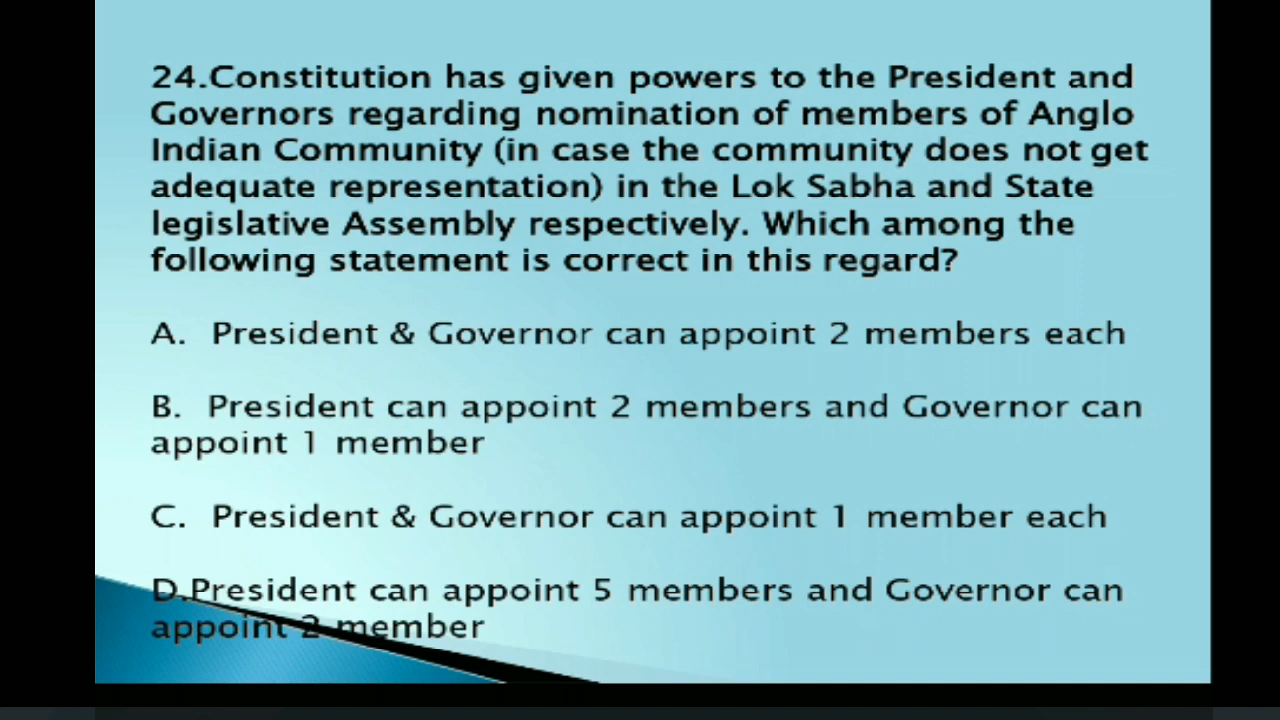 24.Constitution has given powers to the President and
Governors regarding nomination of members of Anglo
Indian Community (in case the community does not get
adequate representation) in the Lok Sabha and State
legislative Assembly respectively. Which among the
following statement is correct in this regard?
A. President & Governor can appoint 2 members each
B. President can appoint 2 members and Governor can
appoint 1 member
C. President & Governor can appoint 1 member each
D.President can appoint 5 members and Governor can
appoint 2 member